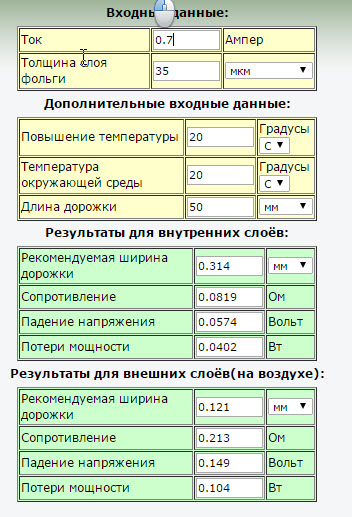 Входные данные:
Ток 0.7 Ампер
Толщина слоя
фольги 35 мкм
Дополнительные входные данные:
Повышение температуры 20 Градусы
C
Температура
окружающей среды 20 Градусы
C
Длина дорожки 50 мм
Результаты для внутренних слоёв:
Рекомендуемая ширина
дорожки 0.314 мм
Сопротивление 0.0819 Ом
Падение напряжения 0.0574 Вольт
Потери мощности 0.0402 Вт
Результаты для внешних слоёв(на воздухе):
Рекомендуемая ширина
дорожки 0.121 мм
Сопротивление 0.213 Ом
Падение напряжения 0.149 Вольт
Потери мощности 0.104 Вт